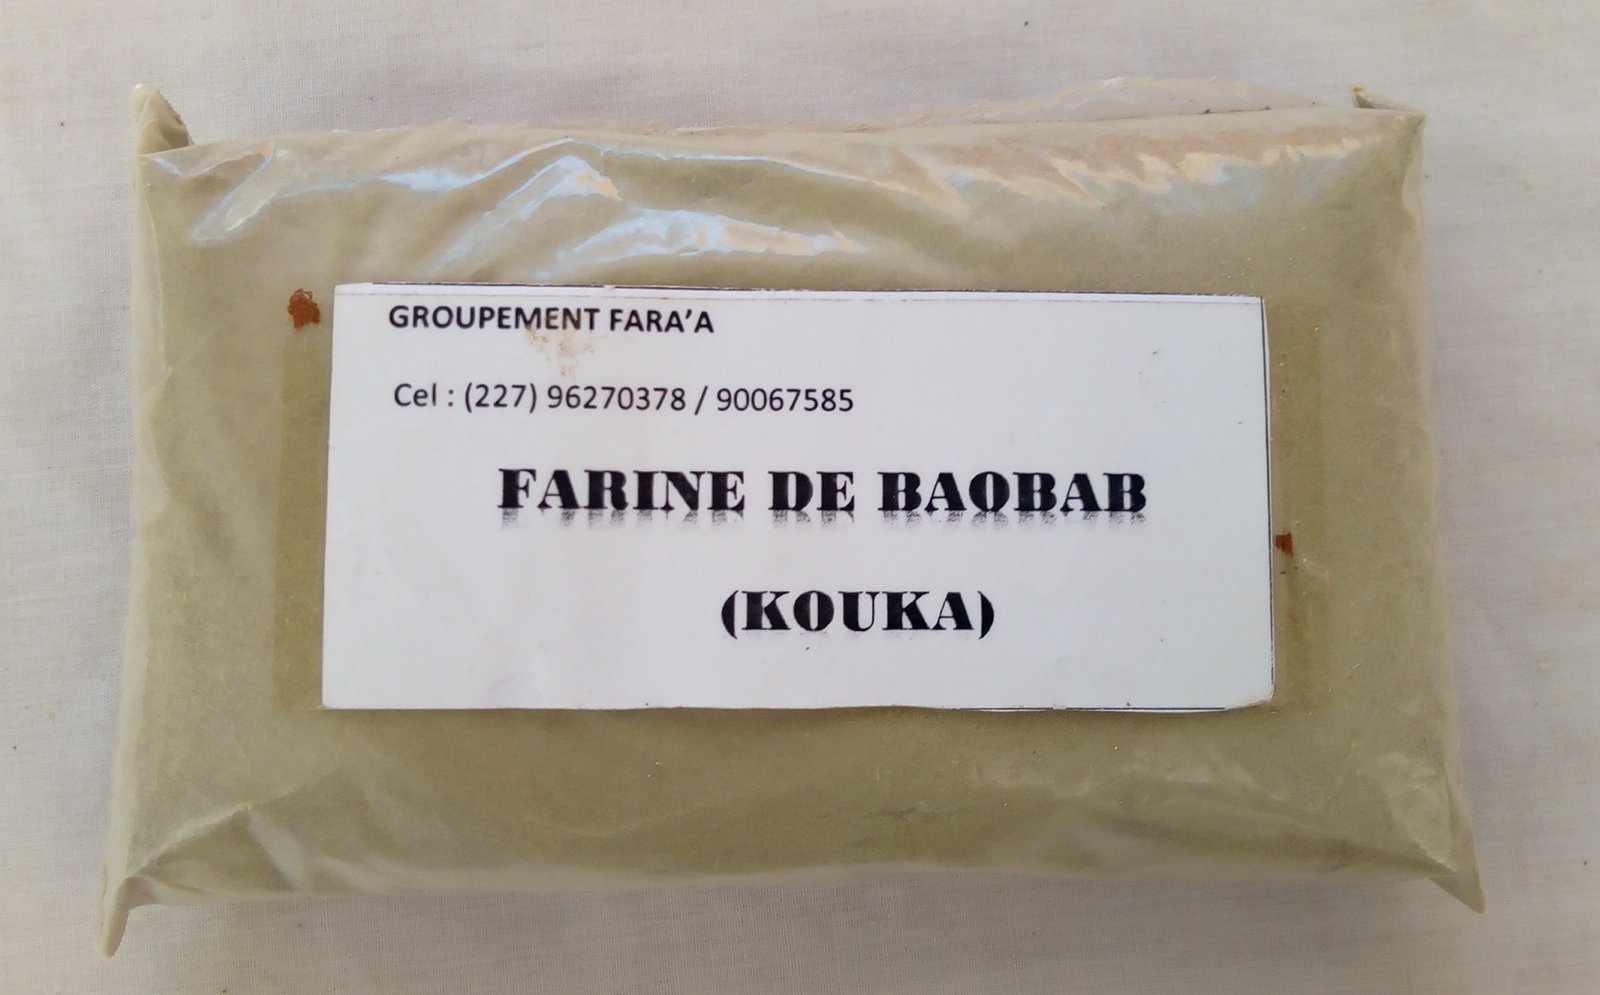 GROUPEMENT FARA'A
Cel : (227) 96270378 / 90067585
FARINE DE BAOBAB
(KOUKA)